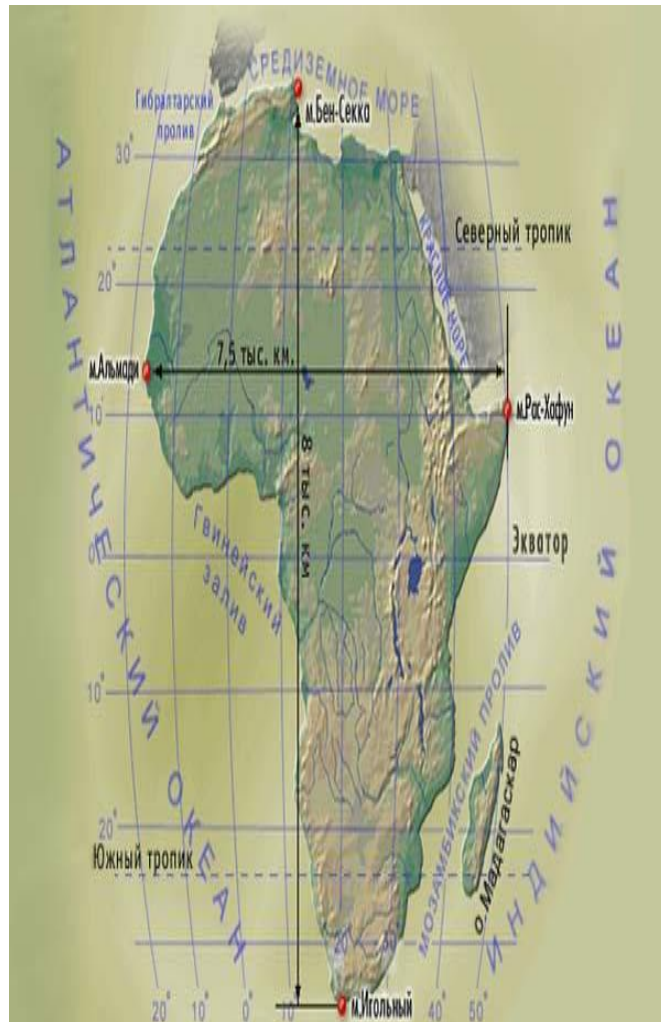 СРЕДИЗЕМНОЕ МОРЕ
Гибралтарский
пролив
м.Бен-Секка
30°
АТЛАНТИЧЕСКИЙ ОКЕАН
КРАСНОЕ МОРЕ
Северный тропик
ИНДИЙСКИЙ ОКЕАН
20°
7,5 тыс. км.
м.Альмади
10°
м.Рас-Хафун
8 тыс. км
Гвинейский
залив
Экватор
0°
10°
МОЗАМБИКСКИЙ ПРОЛИВ
о.Мадагаскар
20°
Южный тропик
20°
30°
20°
10°
0°
10°
м.Игольный
40°
50°